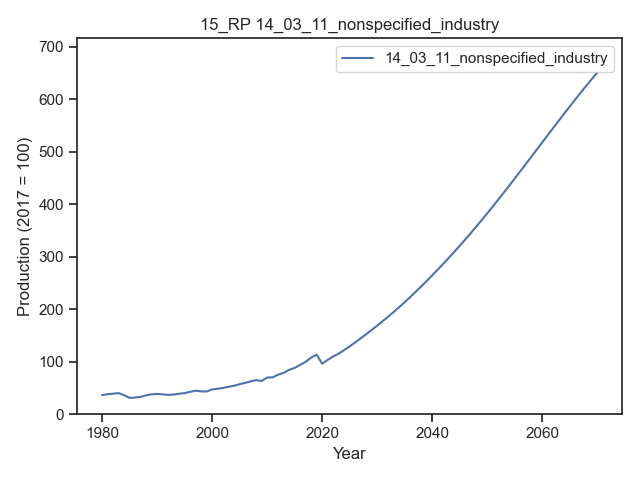 15_RP 14_03_11_nonspecified_industry
14_03_11_nonspecified_industry
Production (2017 = 100)
700
600
500
400
300
200
100
0
1980 2000 2020 2040 2060
Year